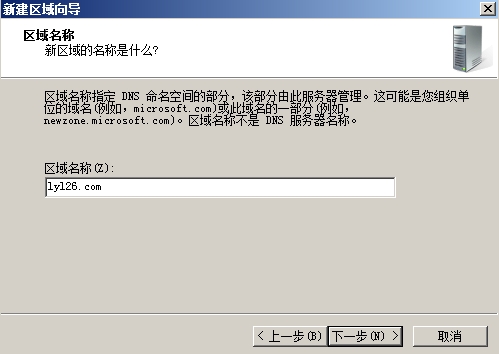 新建区域向导
区域名称
新区域的名称是什么?
区域名称指定 DNS 命名空间的部分，该部分由此服务器管理。这可能是您组织单
位的域名(例如，microsoft.com)或此域名的一部分(例如，
newzone.microsoft.com)。区域名称不是 DNS 服务器名称。
区域名称(Z):
lyl26.com
< 上一步(B) 下一步(N) > 取消